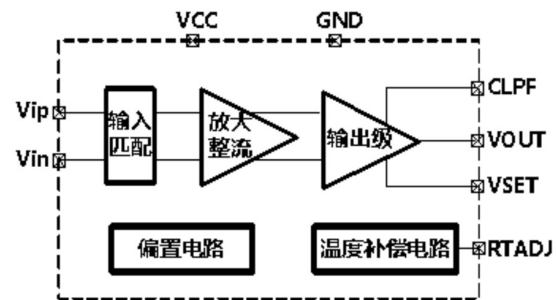 VCC
GND
CLPF
Vip
输入
匹配
放大
整流
输出级
VOUT
Vin
VSET
偏置电路
温度补偿电路
RTADJ